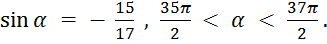 sin α = − 15/17 , 35π/2 < α < 37π/2 .